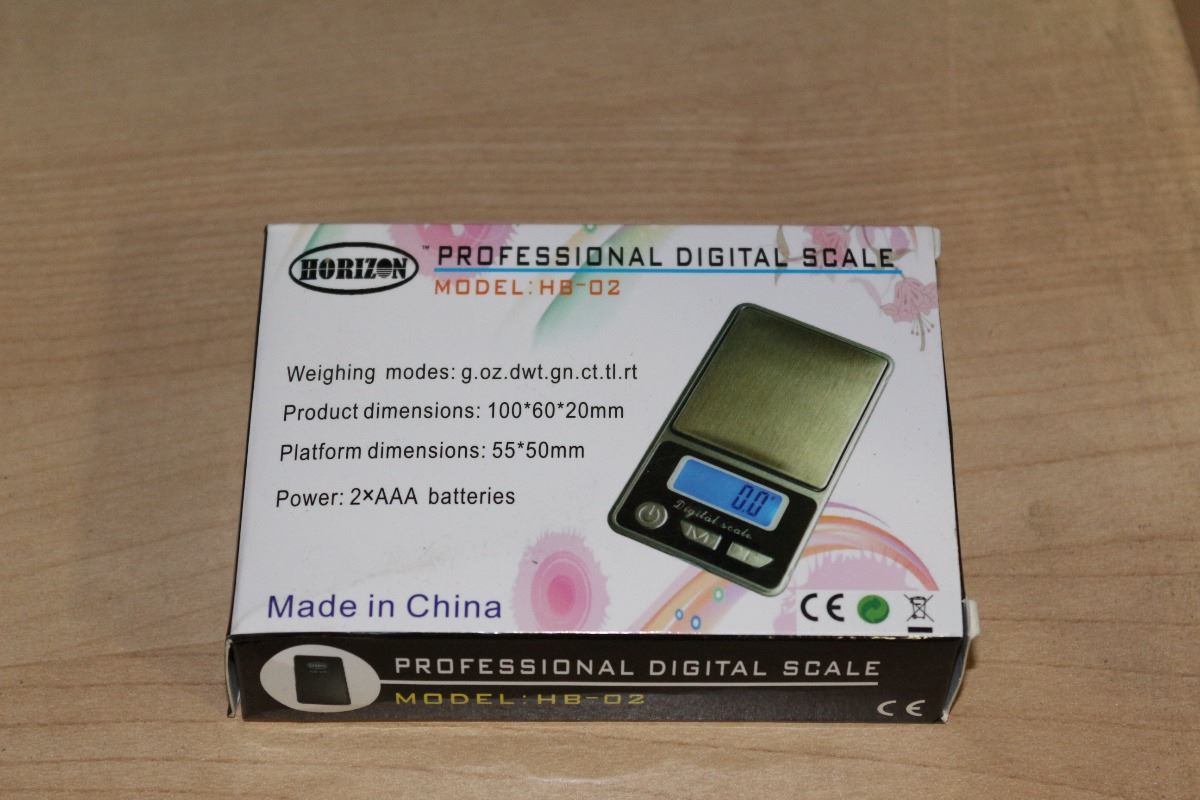 HORIZON™
PROFESSIONAL DIGITAL SCALE
MODEL:HB-02
Weighing modes: g.oz.dwt.gn.ct.tl.rt
Product dimensions: 100*60*20mm
Platform dimensions: 55*50mm
Power: 2×AAA batteries
0.0
Digital scale
M
Made in China
CE
PROFESSIONAL DIGITAL SCALE
MODEL:HB-02
CE